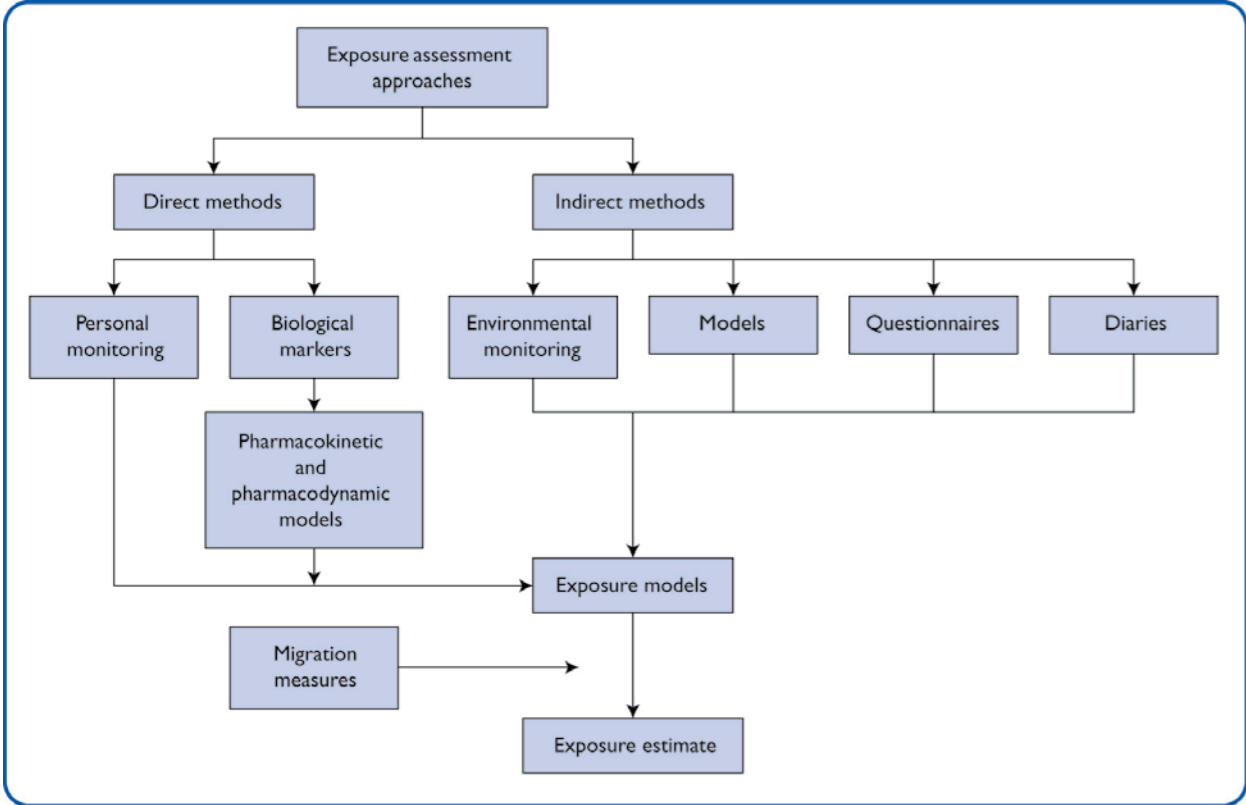 Exposure assessment
approaches
Direct methods
Indirect methods
Personal
monitoring
Biological
markers
Environmental
monitoring
Models
Questionnaires
Diaries
Pharmacokinetic
and
pharmacodynamic
models
Exposure models
Migration
measures
Exposure estimate